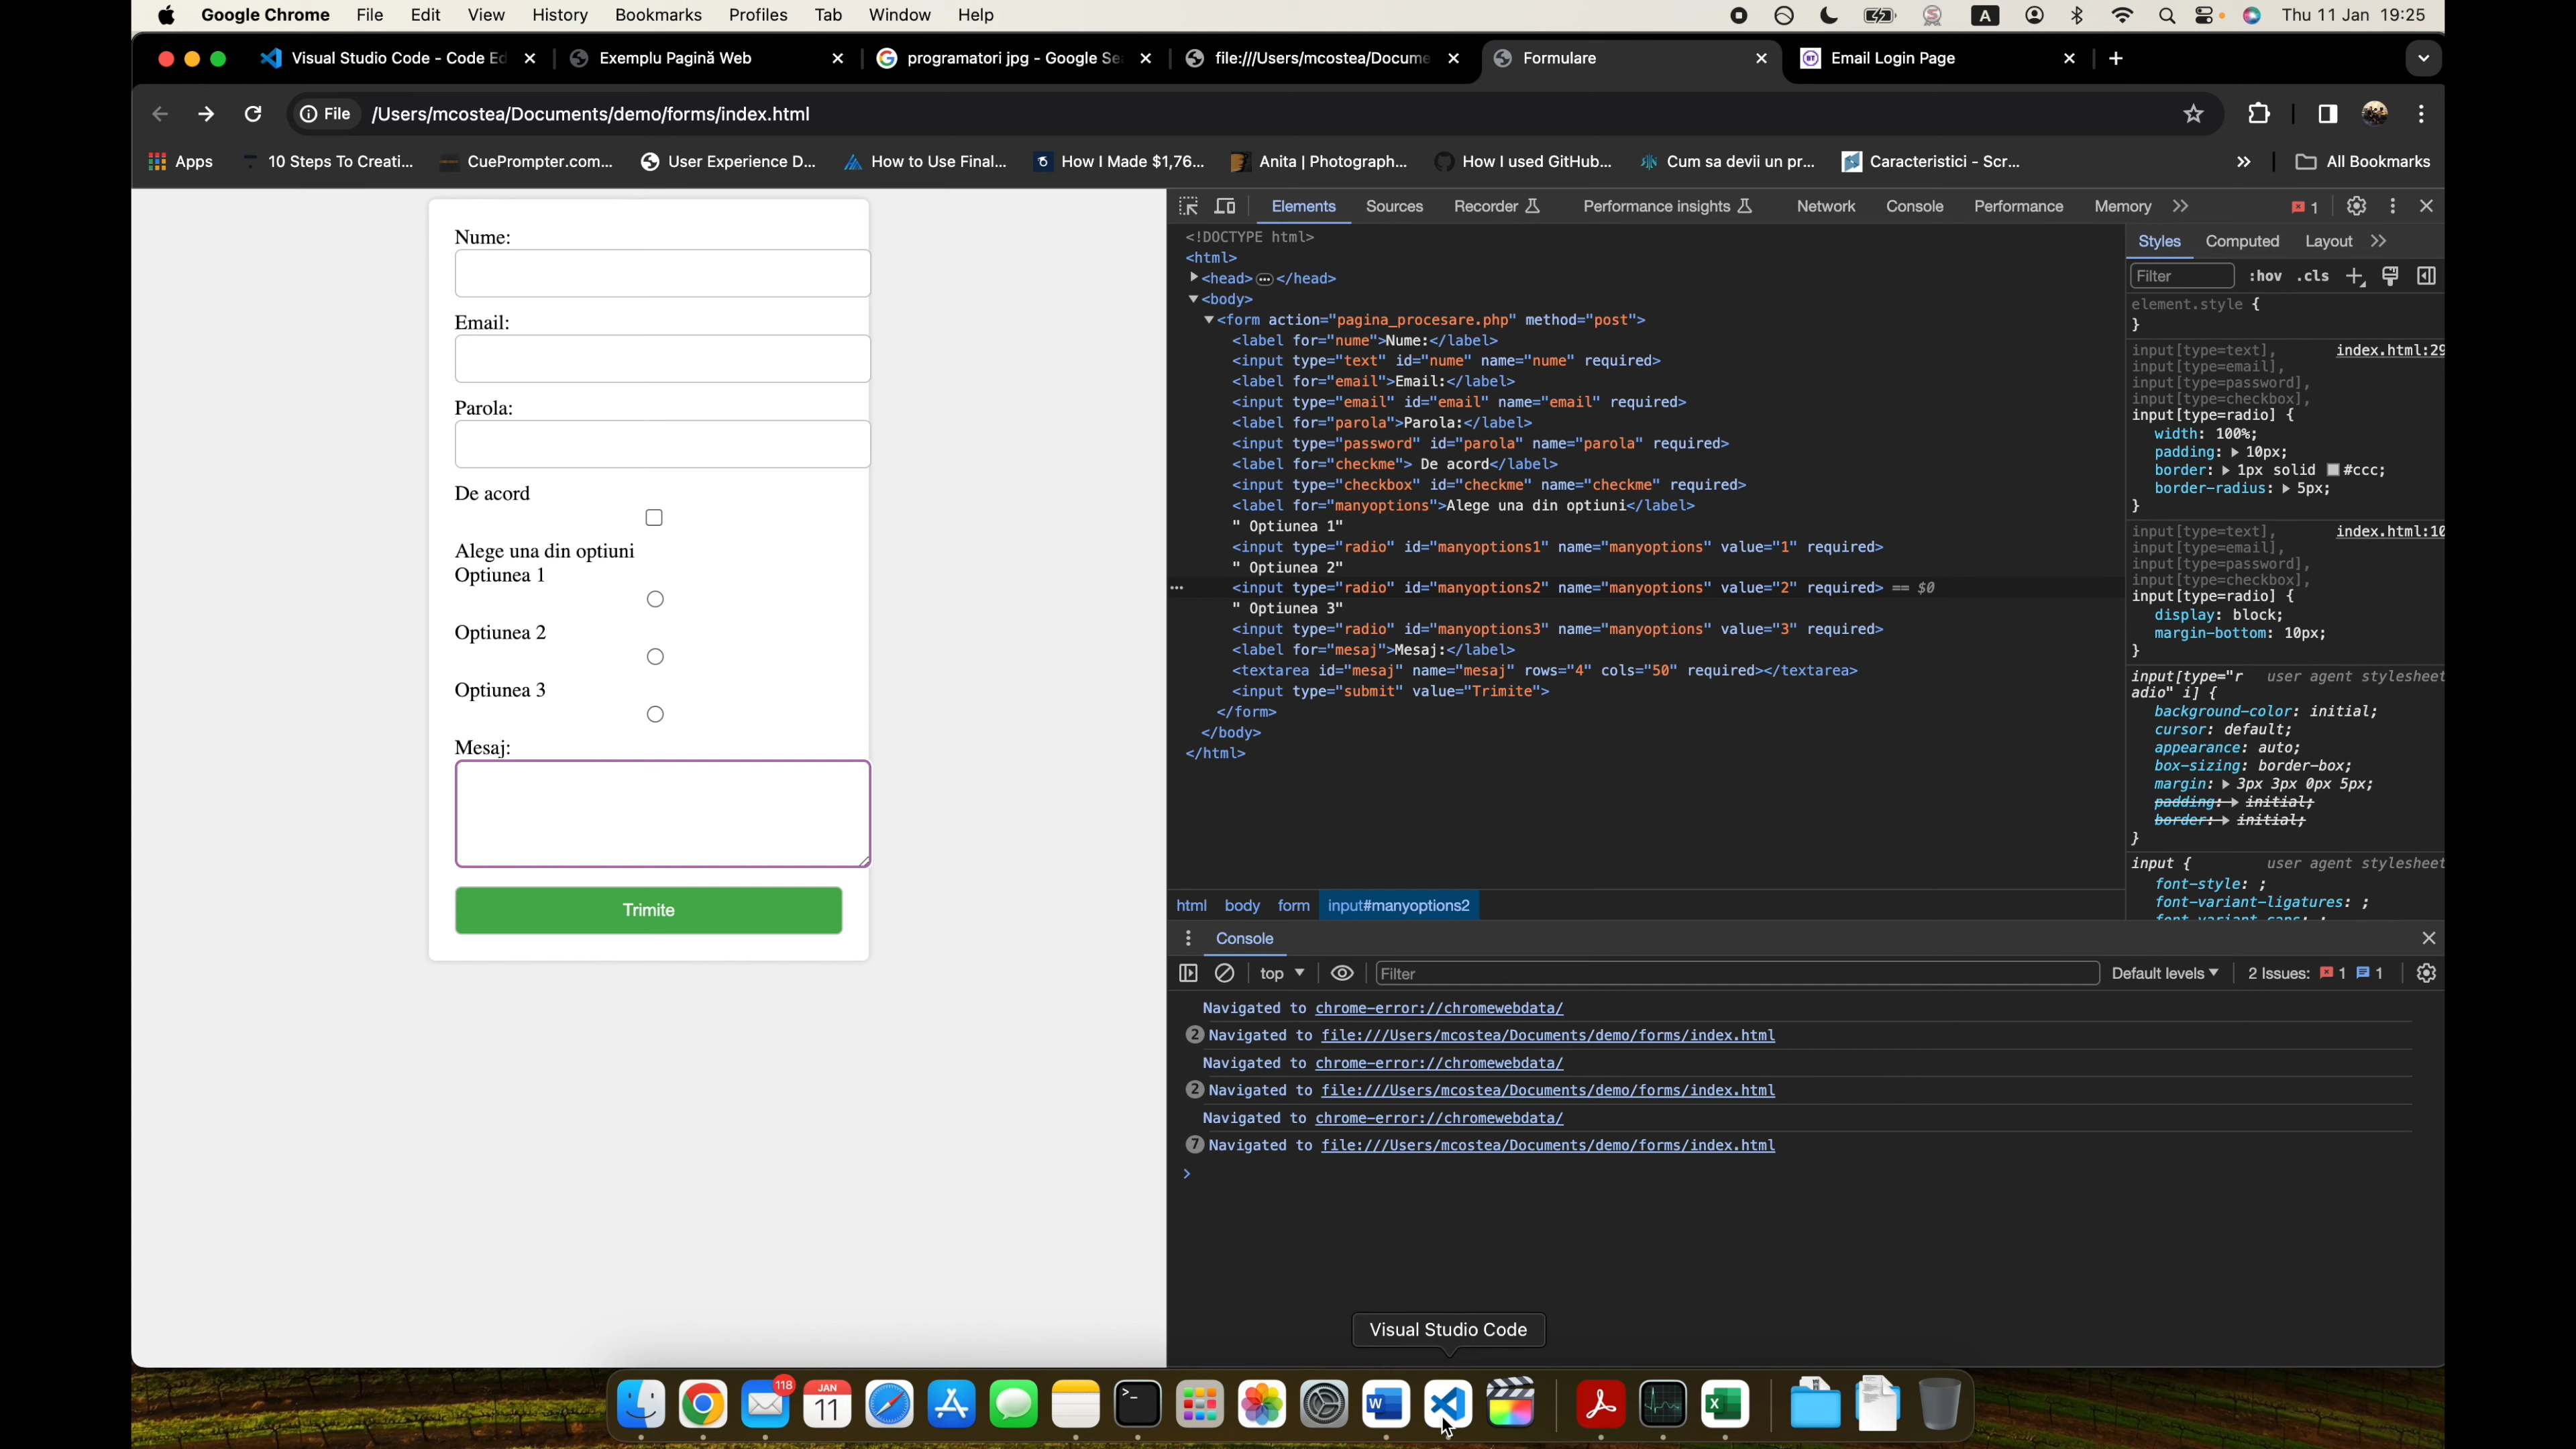 Google Chrome File Edit View History Bookmarks Profiles Tab Window Help A Thu 11 Jan 19:25
Visual Studio Code - Code Ed Exemplu Pagină Web programatori jpg - Google Se file:///Users/mcostea/Docume Formulare Email Login Page
File /Users/mcostea/Documents/demo/forms/index.html
Apps 10 Steps To Creati... CuePrompter.com... User Experience D... How to Use Final... How I Made $1,76... Anita | Photograph... How I used GitHub... Cum sa devii un pr... Caracteristici - Scr... All Bookmarks
Nume:
Email:
Parola:
De acord
Alege una din optiuni
Optiunea 1
Optiunea 2
Optiunea 3
Mesaj:
Trimite
Elements Sources Recorder Performance insights Network Console Performance Memory 1
<!DOCTYPE html>
<html>
<head> ... </head>
<body>
<form action="pagina_procesare.php" method="post">
<label for="nume">Nume:</label>
<input type="text" id="nume" name="nume" required>
<label for="email">Email:</label>
<input type="email" id="email" name="email" required>
<label for="parola">Parola:</label>
<input type="password" id="parola" name="parola" required>
<label for="checkme"> De acord</label>
<input type="checkbox" id="checkme" name="checkme" required>
<label for="manyoptions">Alege una din optiuni</label>
" Optiunea 1"
<input type="radio" id="manyoptions1" name="manyoptions" value="1" required>
" Optiunea 2"
<input type="radio" id="manyoptions2" name="manyoptions" value="2" required> == $0
" Optiunea 3"
<input type="radio" id="manyoptions3" name="manyoptions" value="3" required>
<label for="mesaj">Mesaj:</label>
<textarea id="mesaj" name="mesaj" rows="4" cols="50" required></textarea>
<input type="submit" value="Trimite">
</form>
</body>
</html>
html body form input#manyoptions2
Styles Computed Layout
Filter :hov .cls
element.style {
}
input[type=text], index.html:29
input[type=email],
input[type=password],
input[type=checkbox],
input[type=radio] {
width: 100%;
padding: 10px;
border: 1px solid #ccc;
border-radius: 5px;
}
input[type=text], index.html:10
input[type=email],
input[type=password],
input[type=checkbox],
input[type=radio] {
display: block;
margin-bottom: 10px;
}
input[type="r user agent stylesheet
adio" i] {
background-color: initial;
cursor: default;
appearance: auto;
box-sizing: border-box;
margin: 3px 3px 0px 5px;
padding: initial;
border: initial;
}
input { user agent stylesheet
font-style: ;
font-variant-ligatures: ;
font-variant-caps: ;
Console
top Filter Default levels 2 Issues: 1 1
Navigated to chrome-error://chromewebdata/
2 Navigated to file:///Users/mcostea/Documents/demo/forms/index.html
Navigated to chrome-error://chromewebdata/
2 Navigated to file:///Users/mcostea/Documents/demo/forms/index.html
Navigated to chrome-error://chromewebdata/
7 Navigated to file:///Users/mcostea/Documents/demo/forms/index.html
Visual Studio Code
118
JAN
11